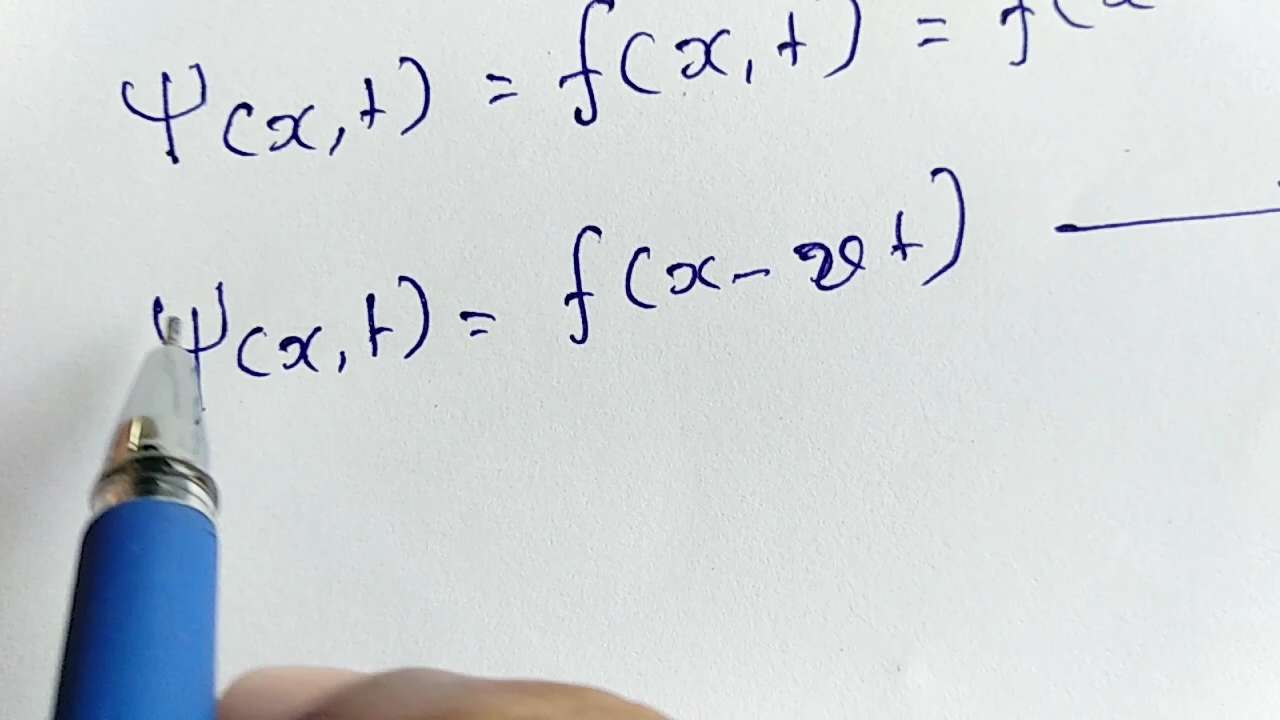 Ψ(x,t) = f(x,t) = f(x
Ψ(x,t) = f(x-vt) —